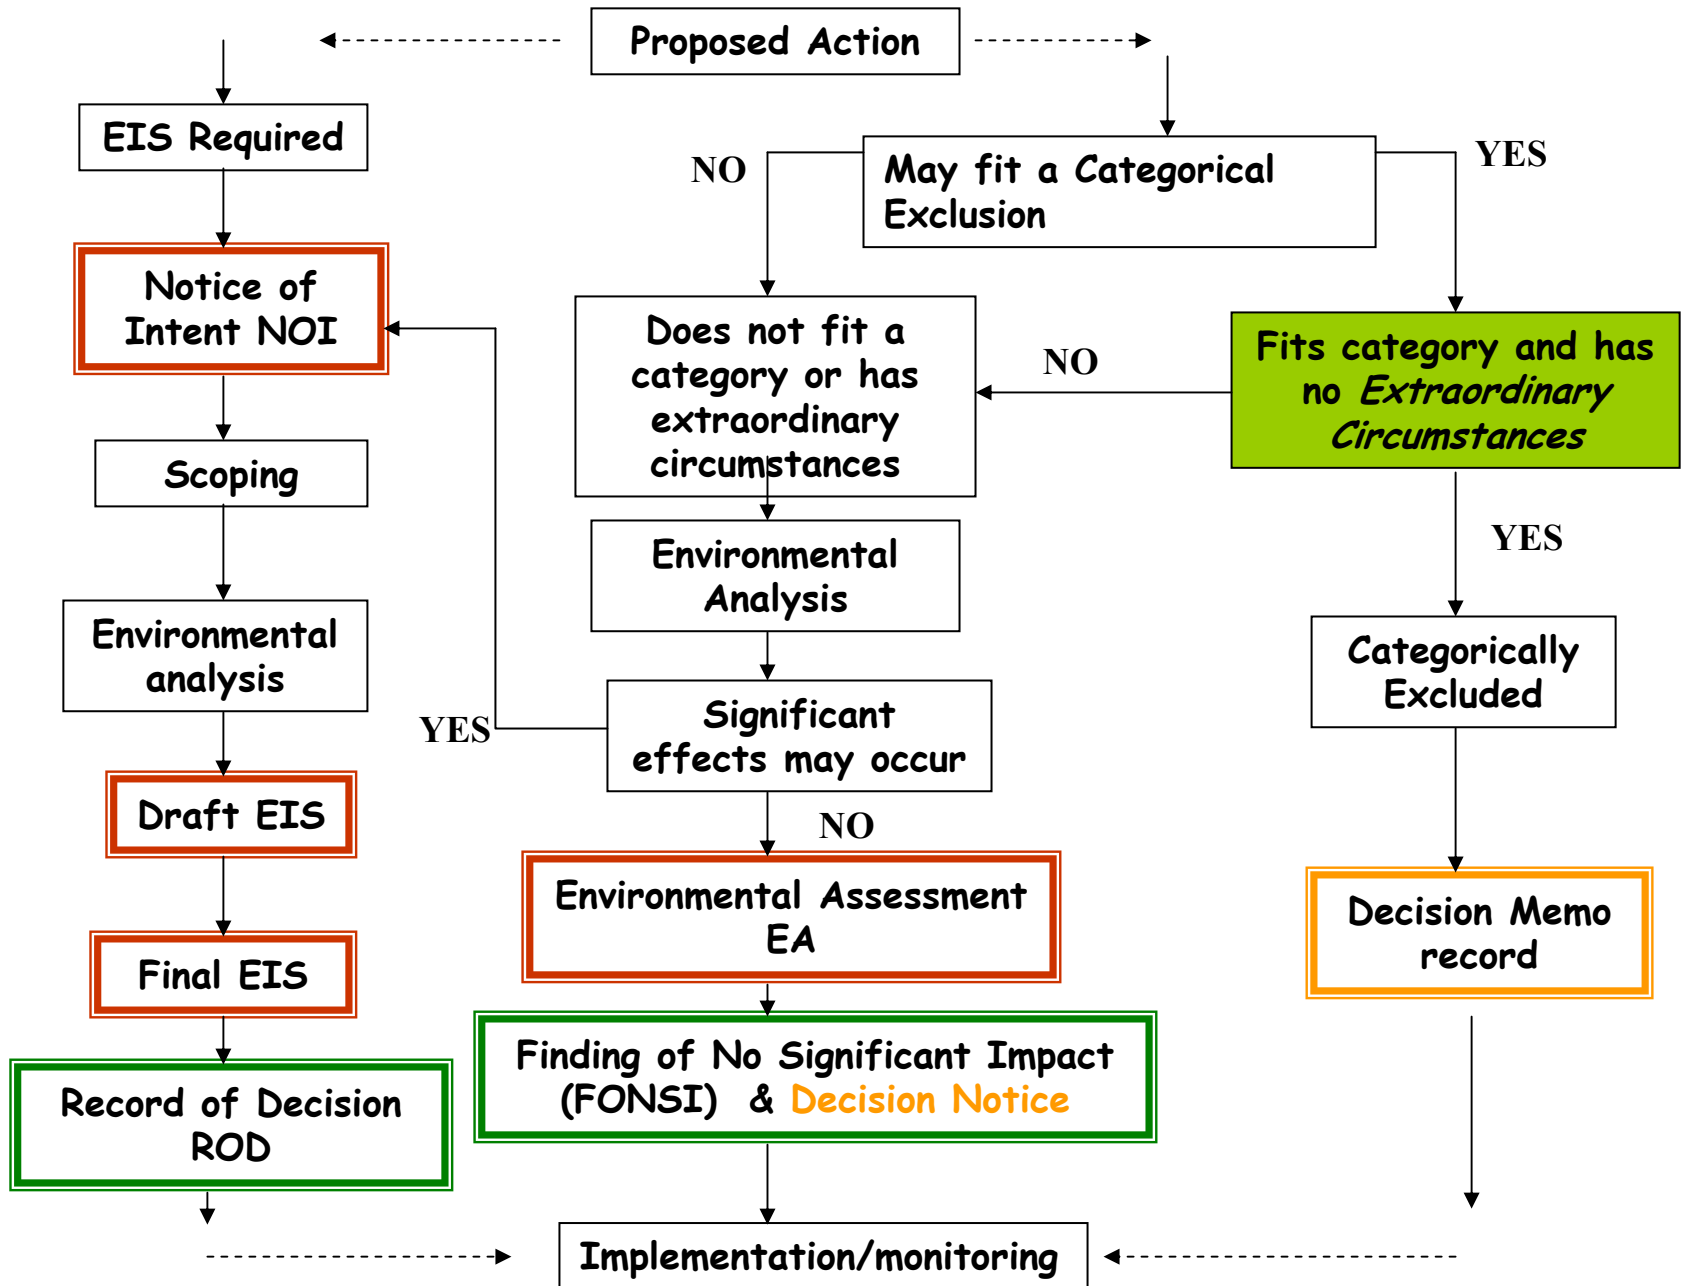 Proposed Action
EIS Required
NO
May fit a Categorical
Exclusion
YES
Notice of
Intent NOI
Does not fit a
category or has
extraordinary
circumstances
NO
Fits category and has
no Extraordinary
Circumstances
Scoping
Environmental
Analysis
YES
Environmental
analysis
Categorically
Excluded
YES
Significant
effects may occur
Draft EIS
NO
Environmental Assessment
EA
Decision Memo
record
Final EIS
Finding of No Significant Impact
(FONSI) & Decision Notice
Record of Decision
ROD
Implementation/monitoring